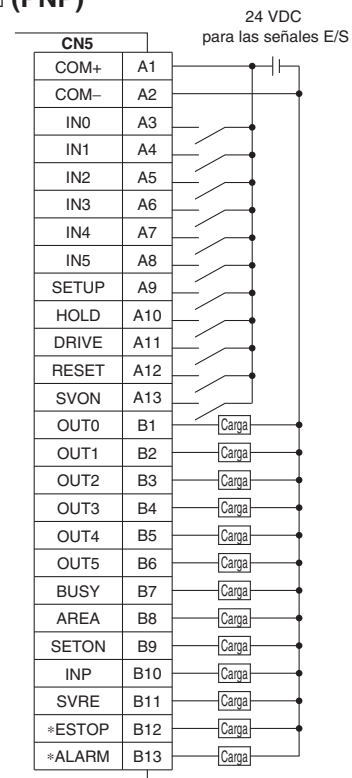 (PNP)
24 VDC
para las señales E/S
CN5
COM+ A1
COM− A2
IN0 A3
IN1 A4
IN2 A5
IN3 A6
IN4 A7
IN5 A8
SETUP A9
HOLD A10
DRIVE A11
RESET A12
SVON A13
OUT0 B1 Carga
OUT1 B2 Carga
OUT2 B3 Carga
OUT3 B4 Carga
OUT4 B5 Carga
OUT5 B6 Carga
BUSY B7 Carga
AREA B8 Carga
SETON B9 Carga
INP B10 Carga
SVRE B11 Carga
∗ESTOP B12 Carga
∗ALARM B13 Carga